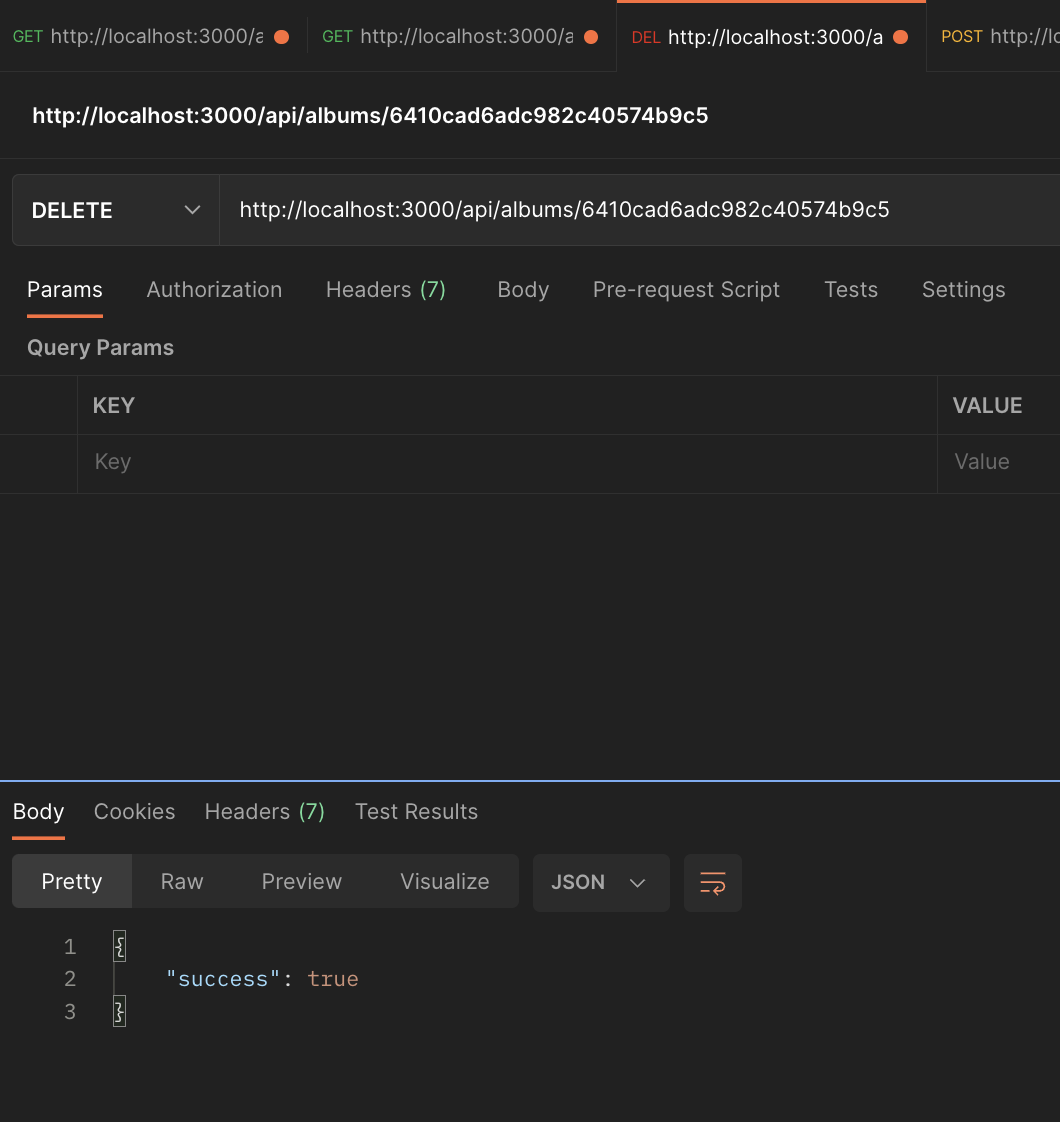 GET http://localhost:3000/a GET http://localhost:3000/a DEL http://localhost:3000/a POST http://lo
http://localhost:3000/api/albums/6410cad6adc982c40574b9c5
DELETE http://localhost:3000/api/albums/6410cad6adc982c40574b9c5
Params Authorization Headers (7) Body Pre-request Script Tests Settings
Query Params
KEY VALUE
Key Value
Body Cookies Headers (7) Test Results
Pretty Raw Preview Visualize JSON
1 {
2 "success": true
3 }